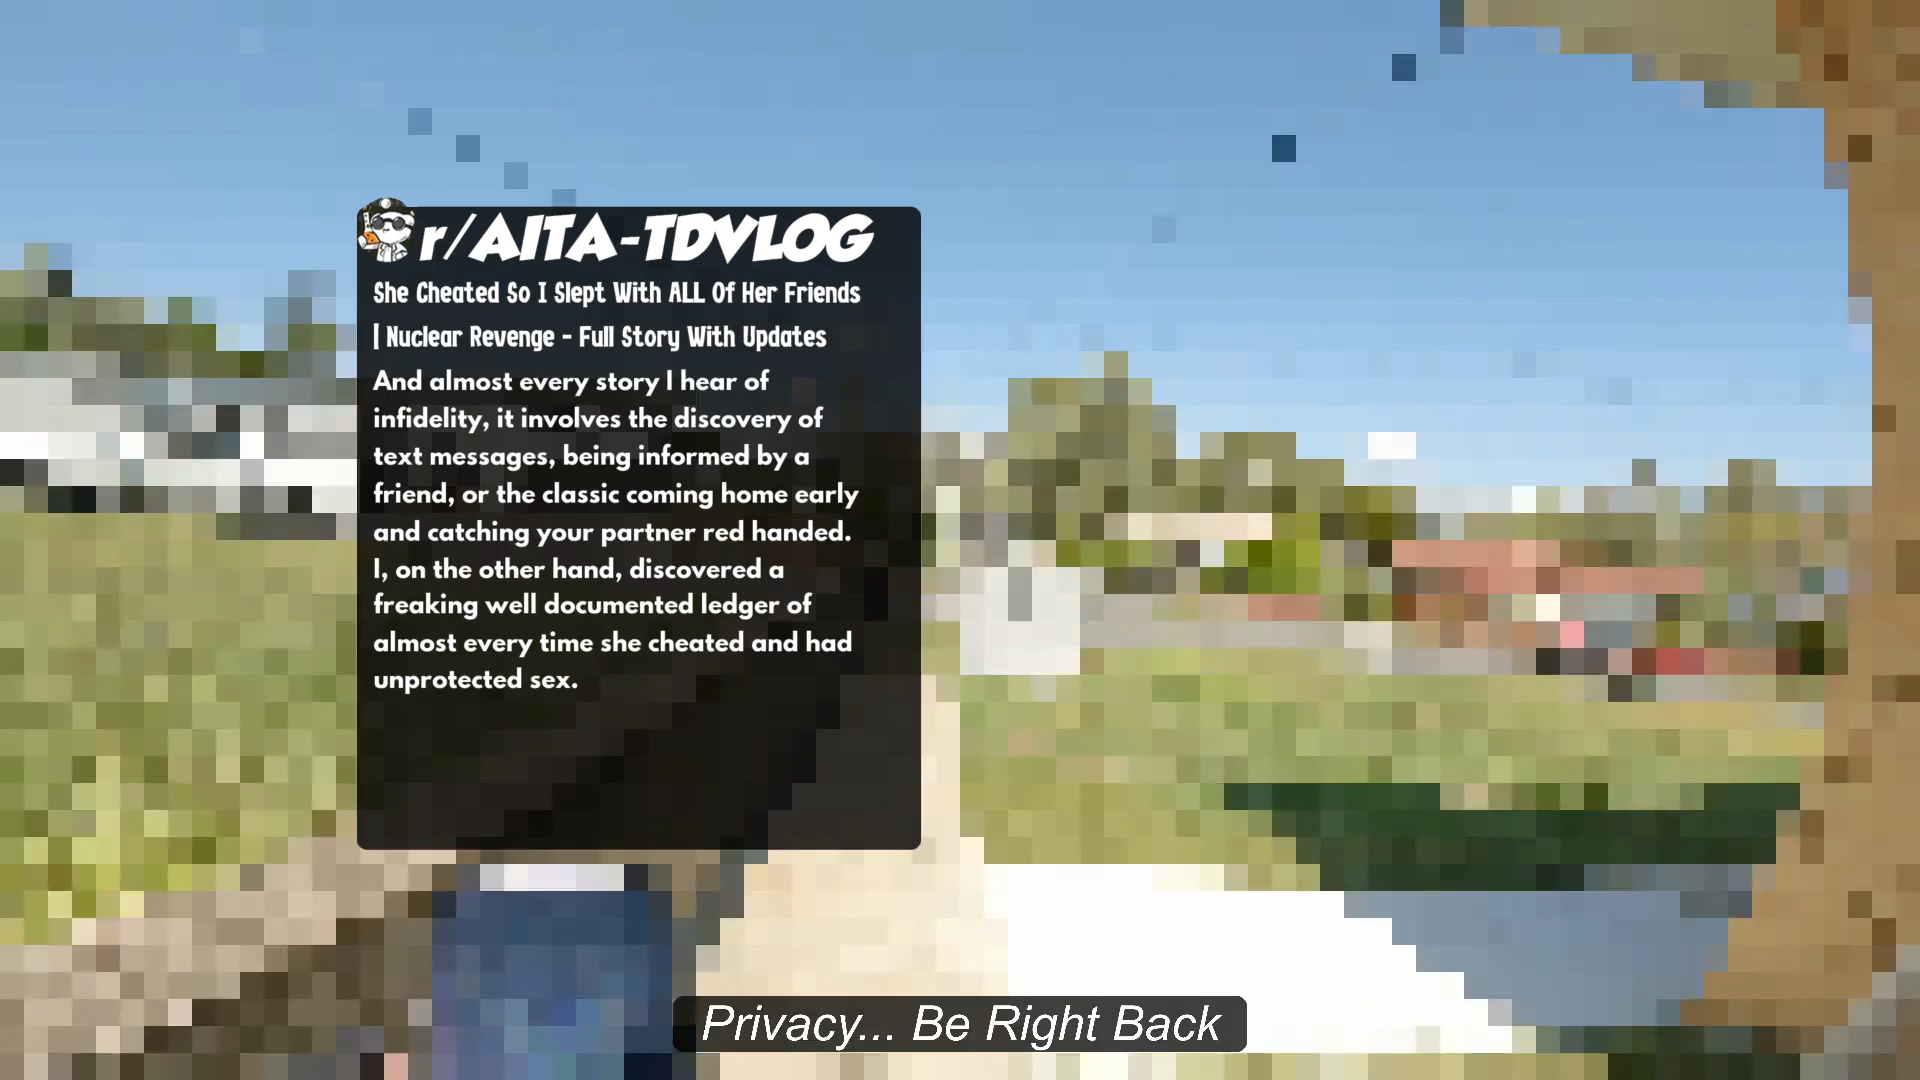 r/AITA-TDVLOG
She Cheated So I Slept With ALL Of Her Friends
| Nuclear Revenge - Full Story With Updates
And almost every story I hear of
infidelity, it involves the discovery of
text messages, being informed by a
friend, or the classic coming home early
and catching your partner red handed.
I, on the other hand, discovered a
freaking well documented ledger of
almost every time she cheated and had
unprotected sex.
Privacy... Be Right Back